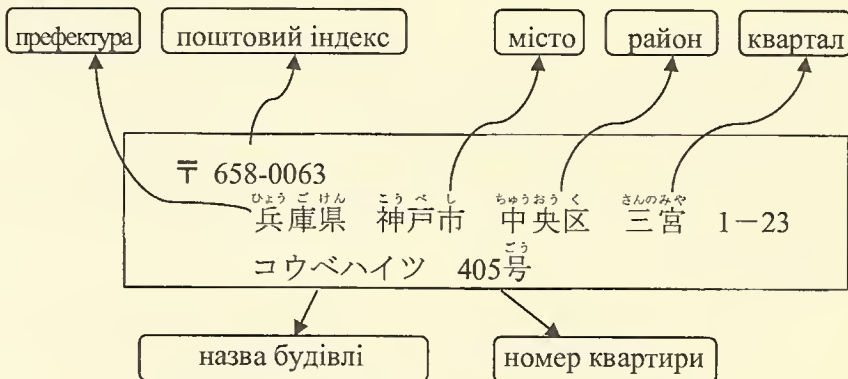 префектура поштовий індекс місто район квартал
〒 658-0063
ひょうごけん こうべし ちゅうおうく さんのみや
兵庫県 神戸市 中央区 三宮 1－23
ごう
コウベハイツ 405号
назва будівлі номер квартири